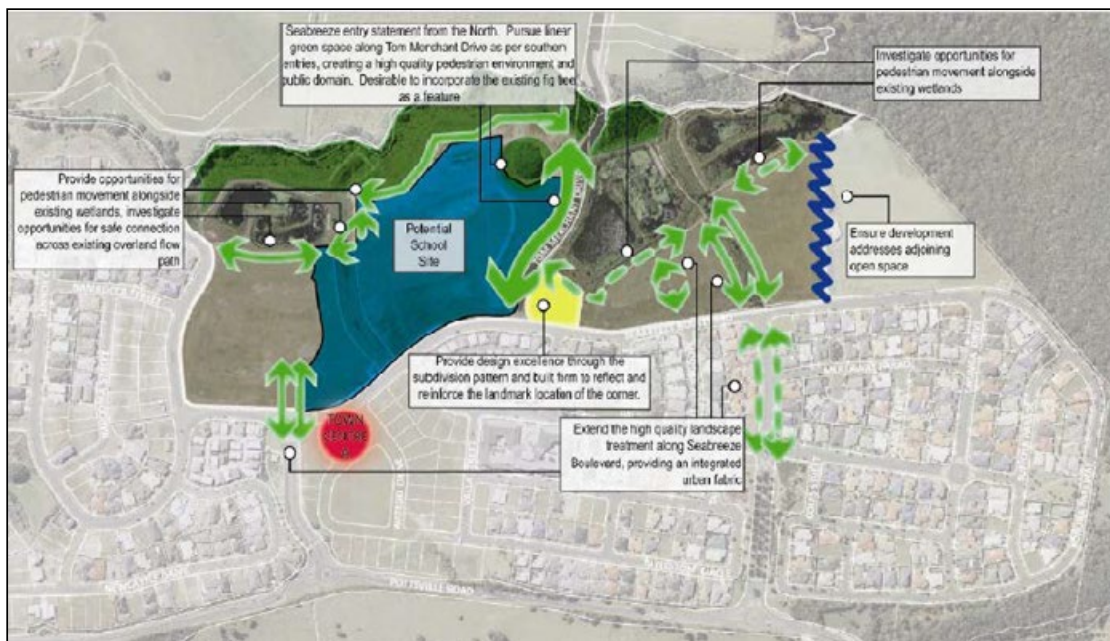 Seabreeze entry statement from the North. Pursue linear
green space along Tom Merchant Drive as per southern
entries, creating a high quality pedestrian environment and
public domain. Desirable to incorporate the existing fig tree
as a feature
Investigate opportunities for
pedestrian movement alongside
existing wetlands
Provide opportunities for
pedestrian movement alongside
existing wetlands, investigate
opportunities for safe connection
across existing overland flow
path
Potential
School
Site
Ensure development
addresses adjoining
open space
Provide design excellence through the
subdivision pattern and built firm to reflect and
reinforce the landmark location of the corner.
TOWN
CENTRE
Extend the high quality landscape
treatment along Seabreeze
Boulevard, providing an integrated
urban fabric
POTTSVILLE ROAD